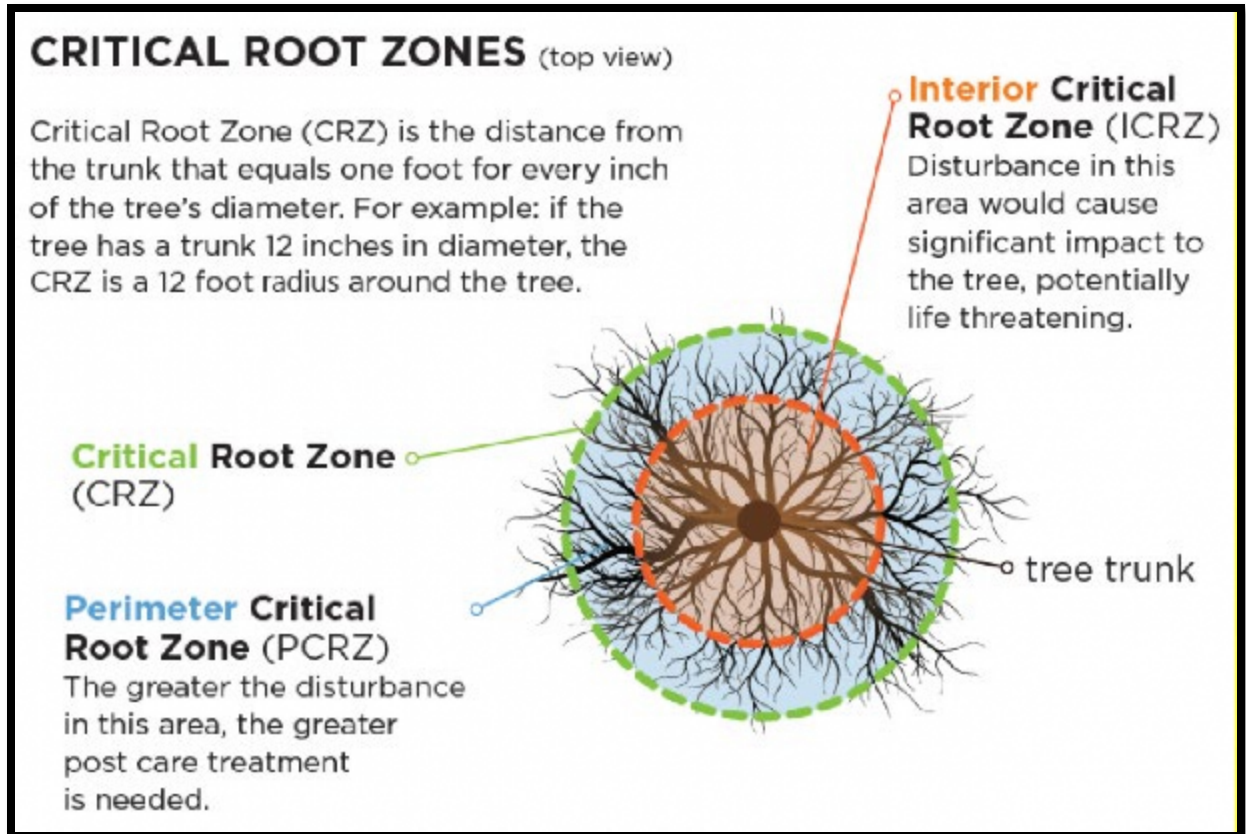 CRITICAL ROOT ZONES (top view)
Critical Root Zone (CRZ) is the distance from
the trunk that equals one foot for every inch
of the tree's diameter. For example: if the
tree has a trunk 12 inches in diameter, the
CRZ is a 12 foot radius around the tree.
Interior Critical
Root Zone (ICRZ)
Disturbance in this
area would cause
significant impact to
the tree, potentially
life threatening.
Critical Root Zone
(CRZ)
tree trunk
Perimeter Critical
Root Zone (PCRZ)
The greater the disturbance
in this area, the greater
post care treatment
is needed.